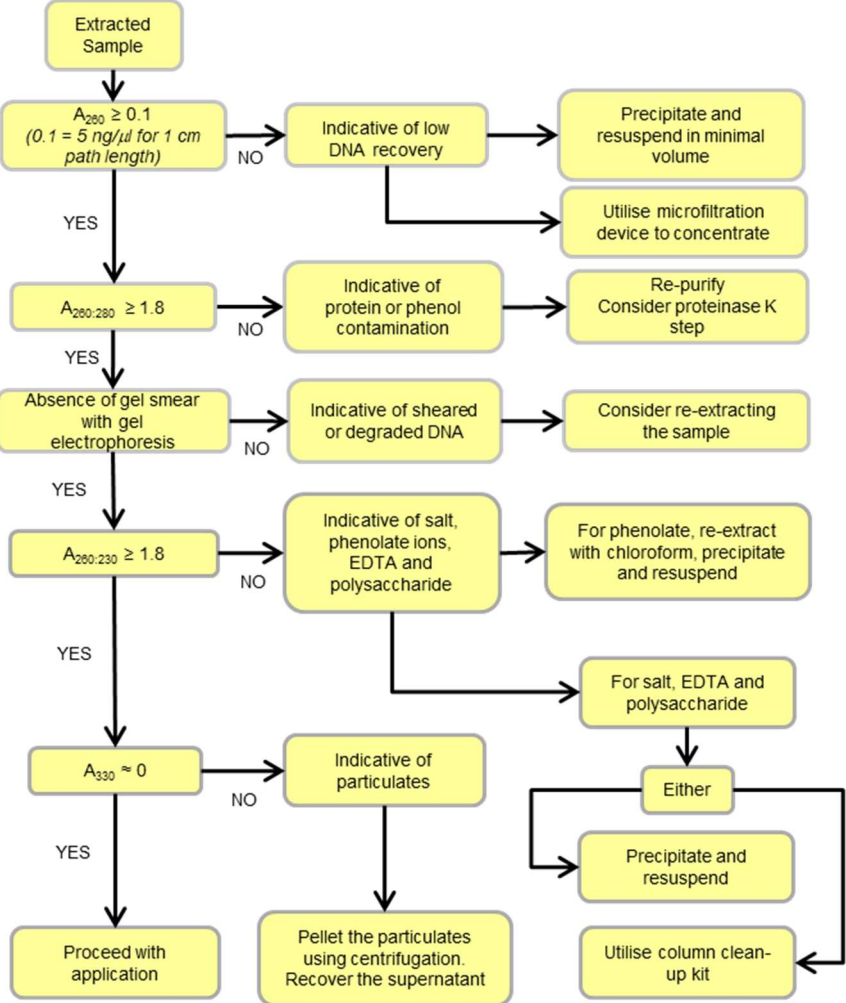 Extracted
Sample
A₂₆₀ ≥ 0.1
(0.1 = 5 ng/μl for 1 cm
path length)
NO
Indicative of low
DNA recovery
Precipitate and
resuspend in minimal
volume
Utilise microfiltration
device to concentrate
YES
A₂₆₀:₂₈₀ ≥ 1.8
NO
Indicative of
protein or phenol
contamination
Re-purify
Consider proteinase K
step
YES
Absence of gel smear
with gel
electrophoresis
NO
Indicative of sheared
or degraded DNA
Consider re-extracting
the sample
YES
A₂₆₀:₂₃₀ ≥ 1.8
NO
Indicative of salt,
phenolate ions,
EDTA and
polysaccharide
For phenolate, re-extract
with chloroform, precipitate
and resuspend
YES
For salt, EDTA and
polysaccharide
A₃₃₀ ≈ 0
NO
Indicative of
particulates
Either
YES
Precipitate and
resuspend
Proceed with
application
Pellet the particulates
using centrifugation.
Recover the supernatant
Utilise column clean-
up kit